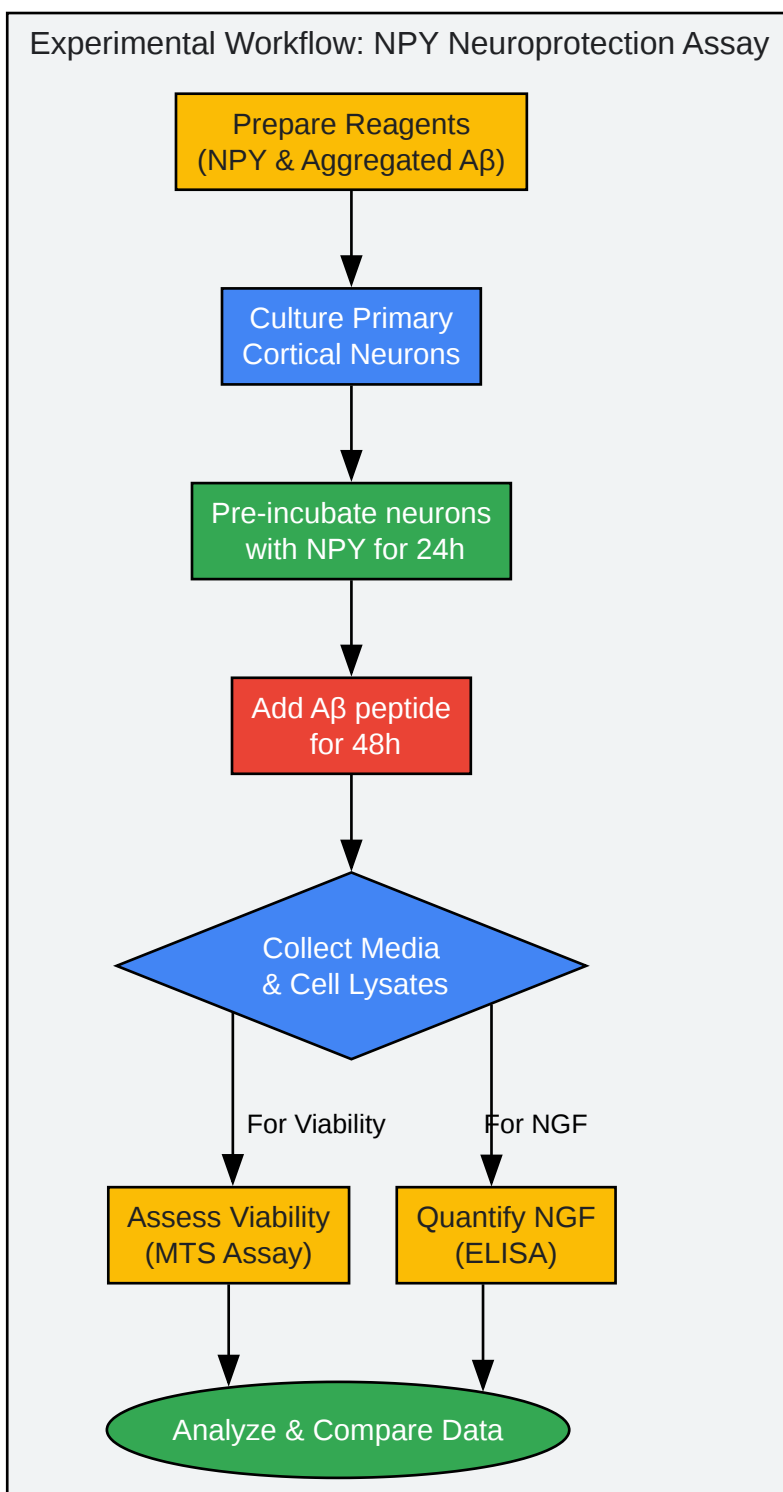 Experimental Workflow: NPY Neuroprotection Assay
Prepare Reagents
(NPY & Aggregated Aβ)
Culture Primary
Cortical Neurons
Pre-incubate neurons
with NPY for 24h
Add Aβ peptide
for 48h
Collect Media
& Cell Lysates
For Viability
For NGF
Assess Viability
(MTS Assay)
Quantify NGF
(ELISA)
Analyze & Compare Data